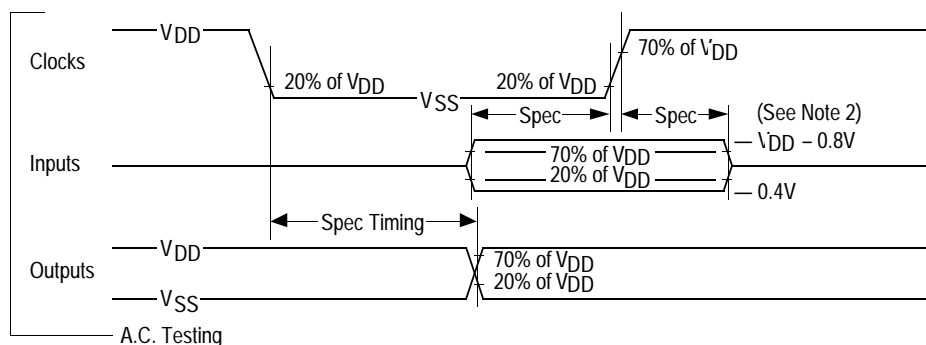 VDD
Clocks
70% of VDD
20% of VDD
20% of VDD
VSS
Spec
Spec
(See Note 2)
VDD – 0.8V
Inputs
70% of VDD
20% of VDD
0.4V
Spec Timing
VDD
Outputs
70% of VDD
20% of VDD
VSS
A.C. Testing